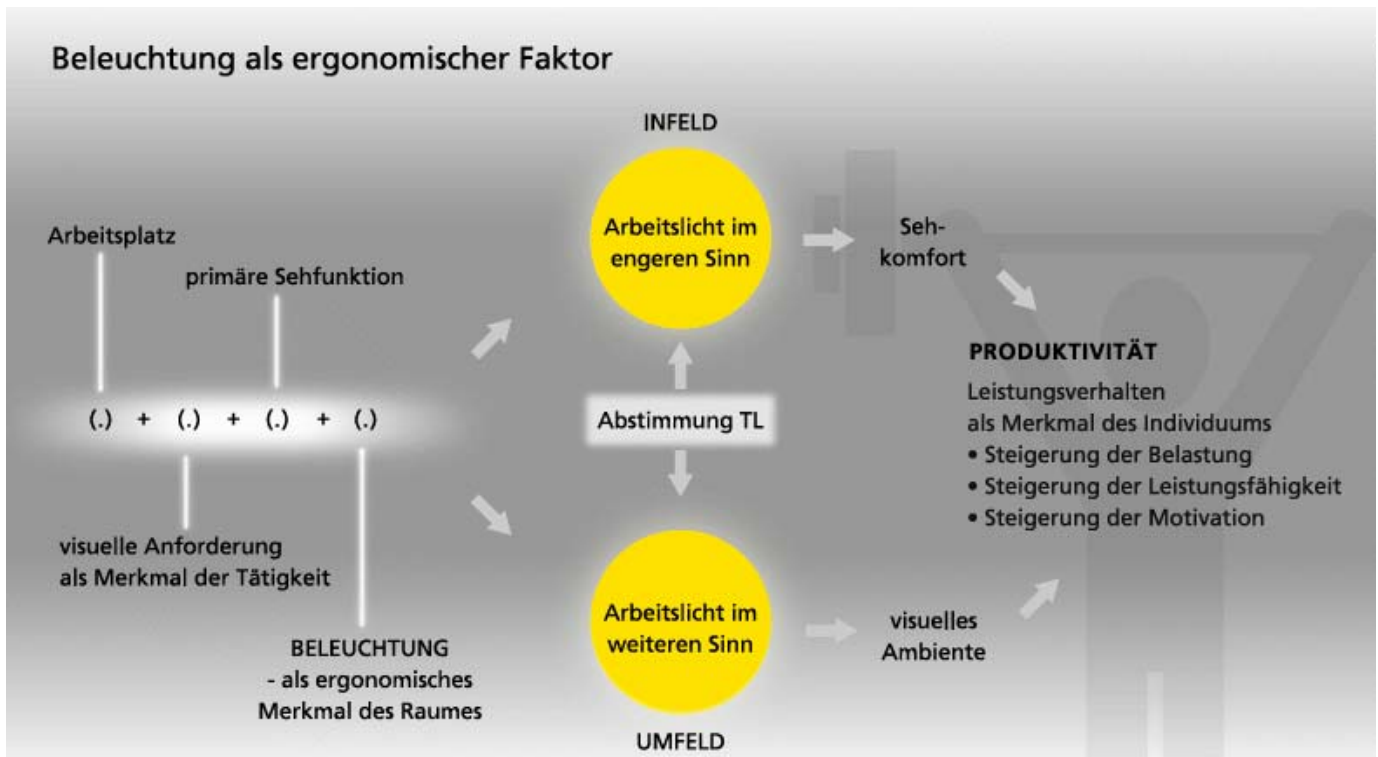 Beleuchtung als ergonomischer Faktor
INFELD
Arbeitslicht im
engeren Sinn
Seh-
komfort
Arbeitsplatz
primäre Sehfunktion
(.) + (.) + (.) + (.)
visuelle Anforderung
als Merkmal der Tätigkeit
BELEUCHTUNG
- als ergonomisches
Merkmal des Raumes
Abstimmung TL
PRODUKTIVITÄT
Leistungsverhalten
als Merkmal des Individuums
• Steigerung der Belastung
• Steigerung der Leistungsfähigkeit
• Steigerung der Motivation
Arbeitslicht im
weiteren Sinn
visuelles
Ambiente
UMFELD